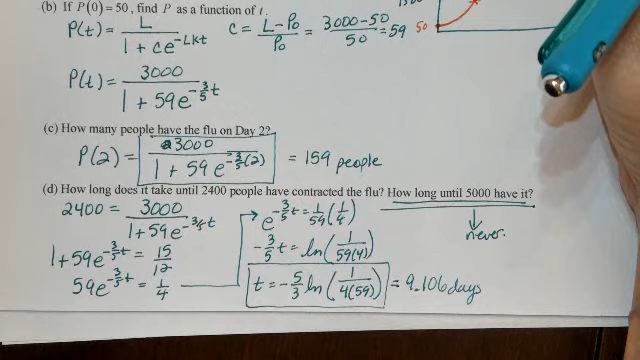 (b) If P(0) = 50, find P as a function of t.
P(t) = L / (1 + ce^(-Lkt)) c = (L - P₀) / P₀ = (3000 - 50) / 50 = 59
50
P(t) = 3000 / (1 + 59e^(-3/5 t))
(c) How many people have the flu on Day 2?
P(2) = 3000 / (1 + 59 e^(-3/5(2))) = 159 people
(d) How long does it take until 2400 people have contracted the flu? How long until 5000 have it?
never.
2400 = 3000 / (1 + 59e^(-3/5 t))
1 + 59e^(-3/5 t) = 15/12
59e^(-3/5 t) = 1/4
e^(-3/5 t) = 1/59 (1/4)
-3/5 t = ln(1 / 59(4))
t = -5/3 ln(1 / 4(59)) = 9.106 days